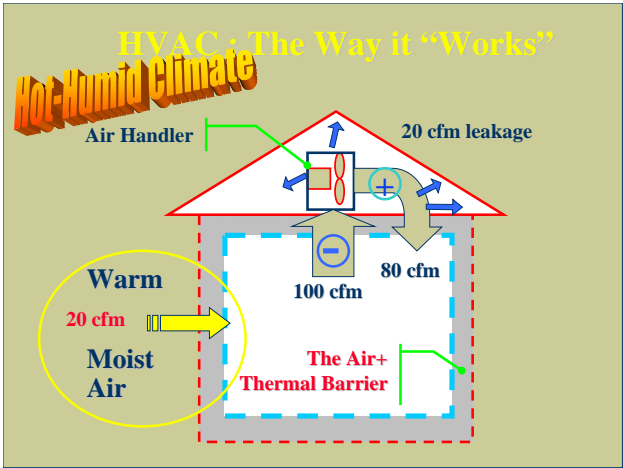 HVAC : The Way it “Works”
Hot-Humid Climate
Air Handler
20 cfm leakage
+
−
80 cfm
100 cfm
Warm
20 cfm
Moist
Air
The Air+
Thermal Barrier